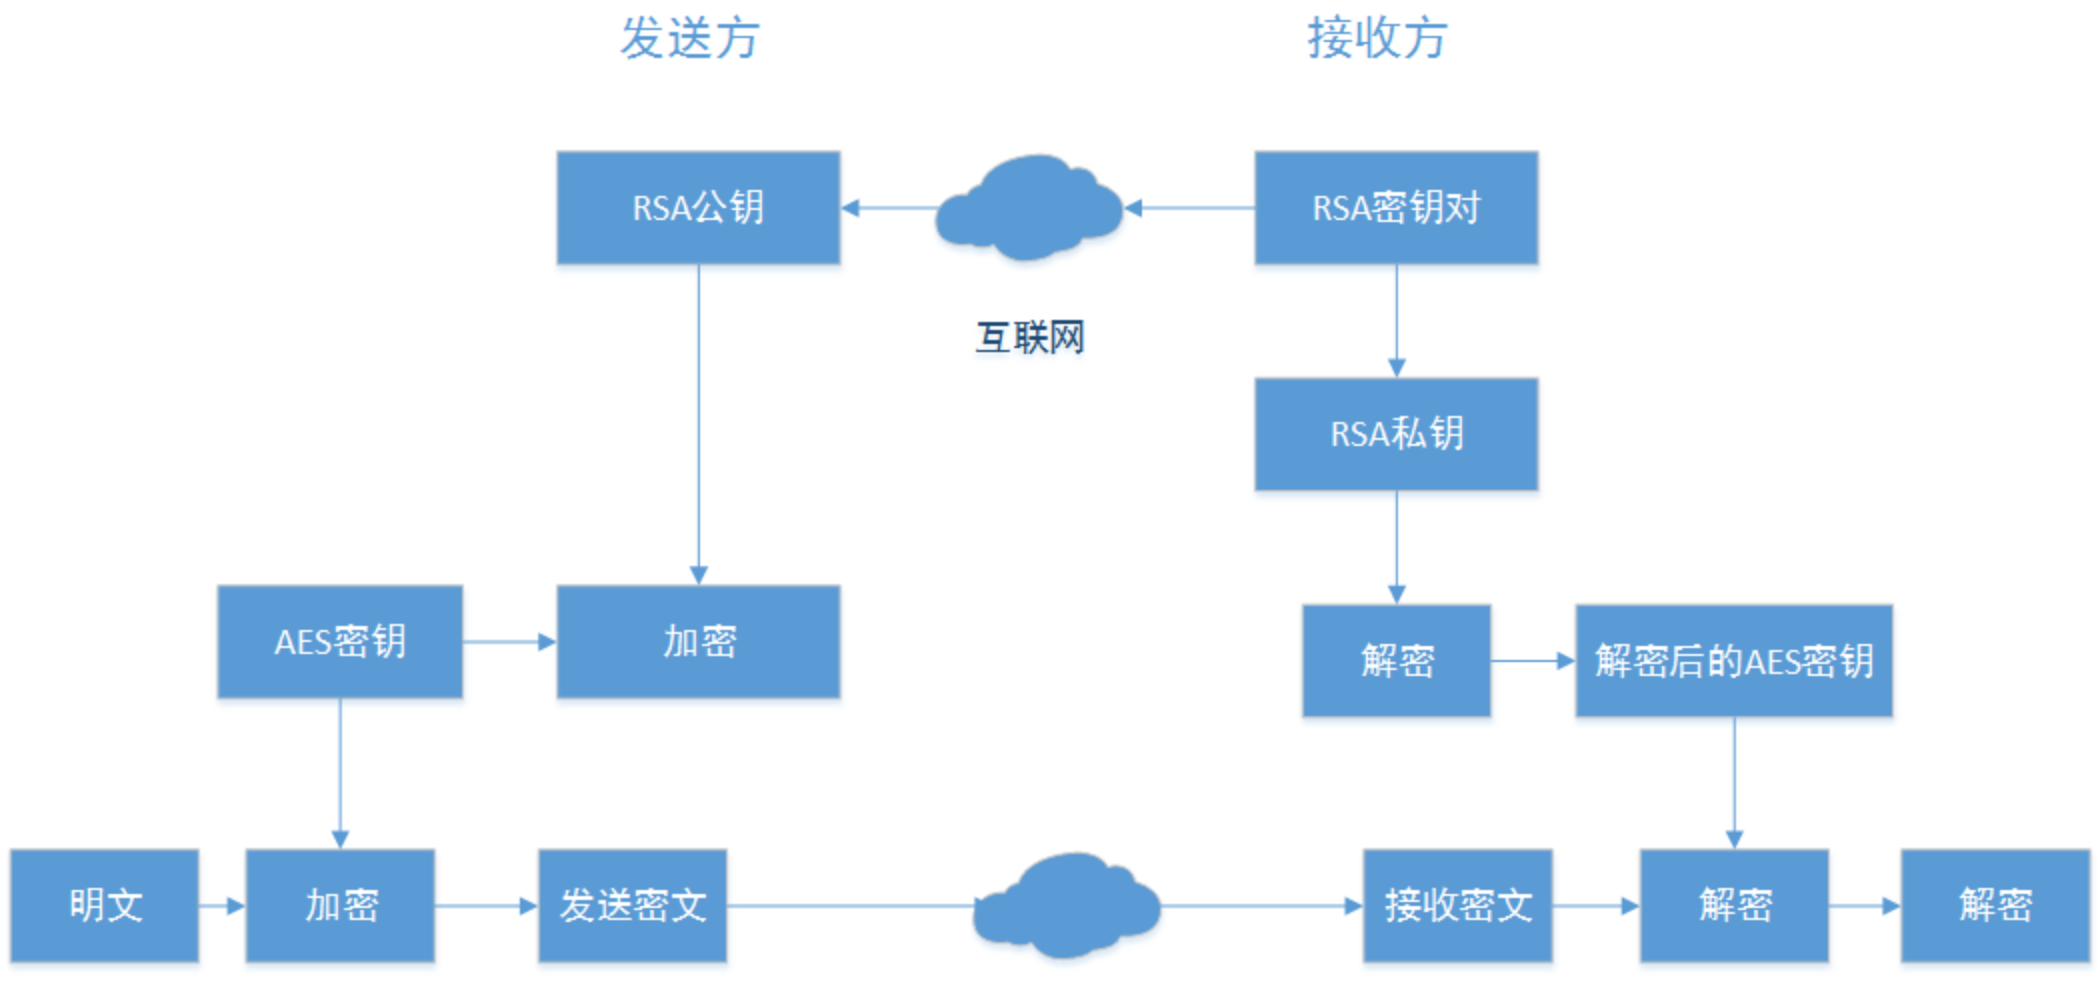 发送方
接收方
RSA公钥
RSA密钥对
互联网
RSA私钥
AES密钥
加密
解密
解密后的AES密钥
明文
加密
发送密文
接收密文
解密
解密